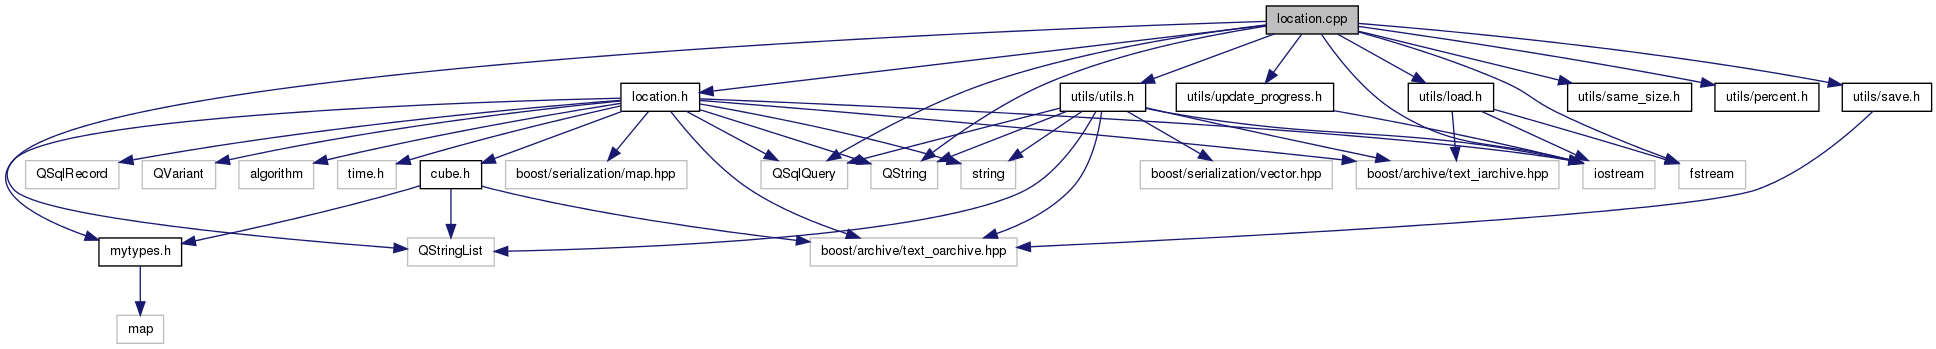 location.cpp
location.h
utils/utils.h
utils/update_progress.h
utils/load.h
utils/same_size.h
utils/percent.h
utils/save.h
QSqlRecord
QVariant
algorithm
time.h
cube.h
boost/serialization/map.hpp
QSqlQuery
QString
string
boost/serialization/vector.hpp
boost/archive/text_iarchive.hpp
iostream
fstream
mytypes.h
QStringList
boost/archive/text_oarchive.hpp
map